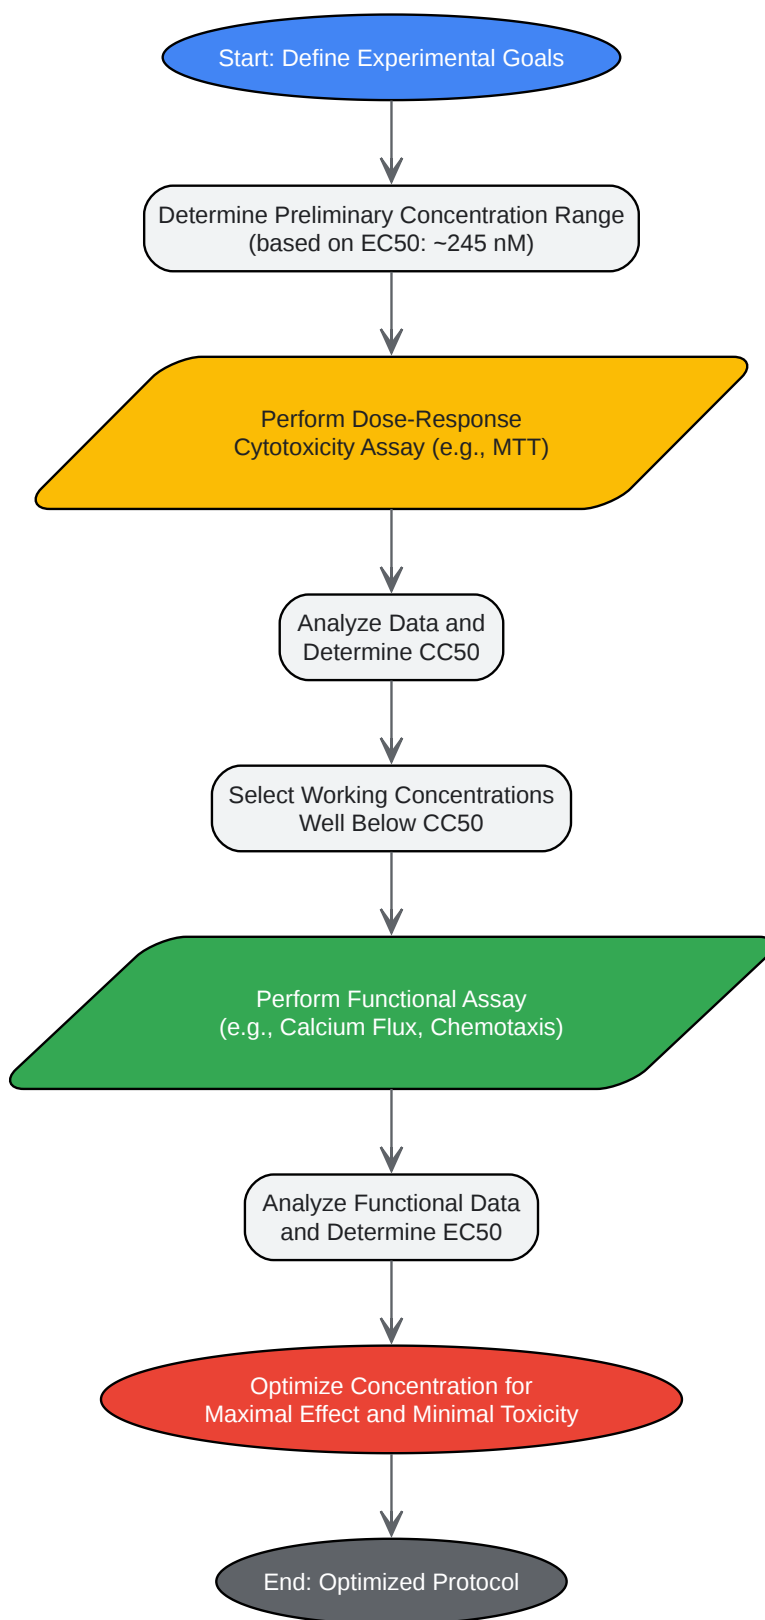 Start: Define Experimental Goals
Determine Preliminary Concentration Range
(based on EC50: ~245 nM)
Perform Dose-Response
Cytotoxicity Assay (e.g., MTT)
Analyze Data and
Determine CC50
Select Working Concentrations
Well Below CC50
Perform Functional Assay
(e.g., Calcium Flux, Chemotaxis)
Analyze Functional Data
and Determine EC50
Optimize Concentration for
Maximal Effect and Minimal Toxicity
End: Optimized Protocol